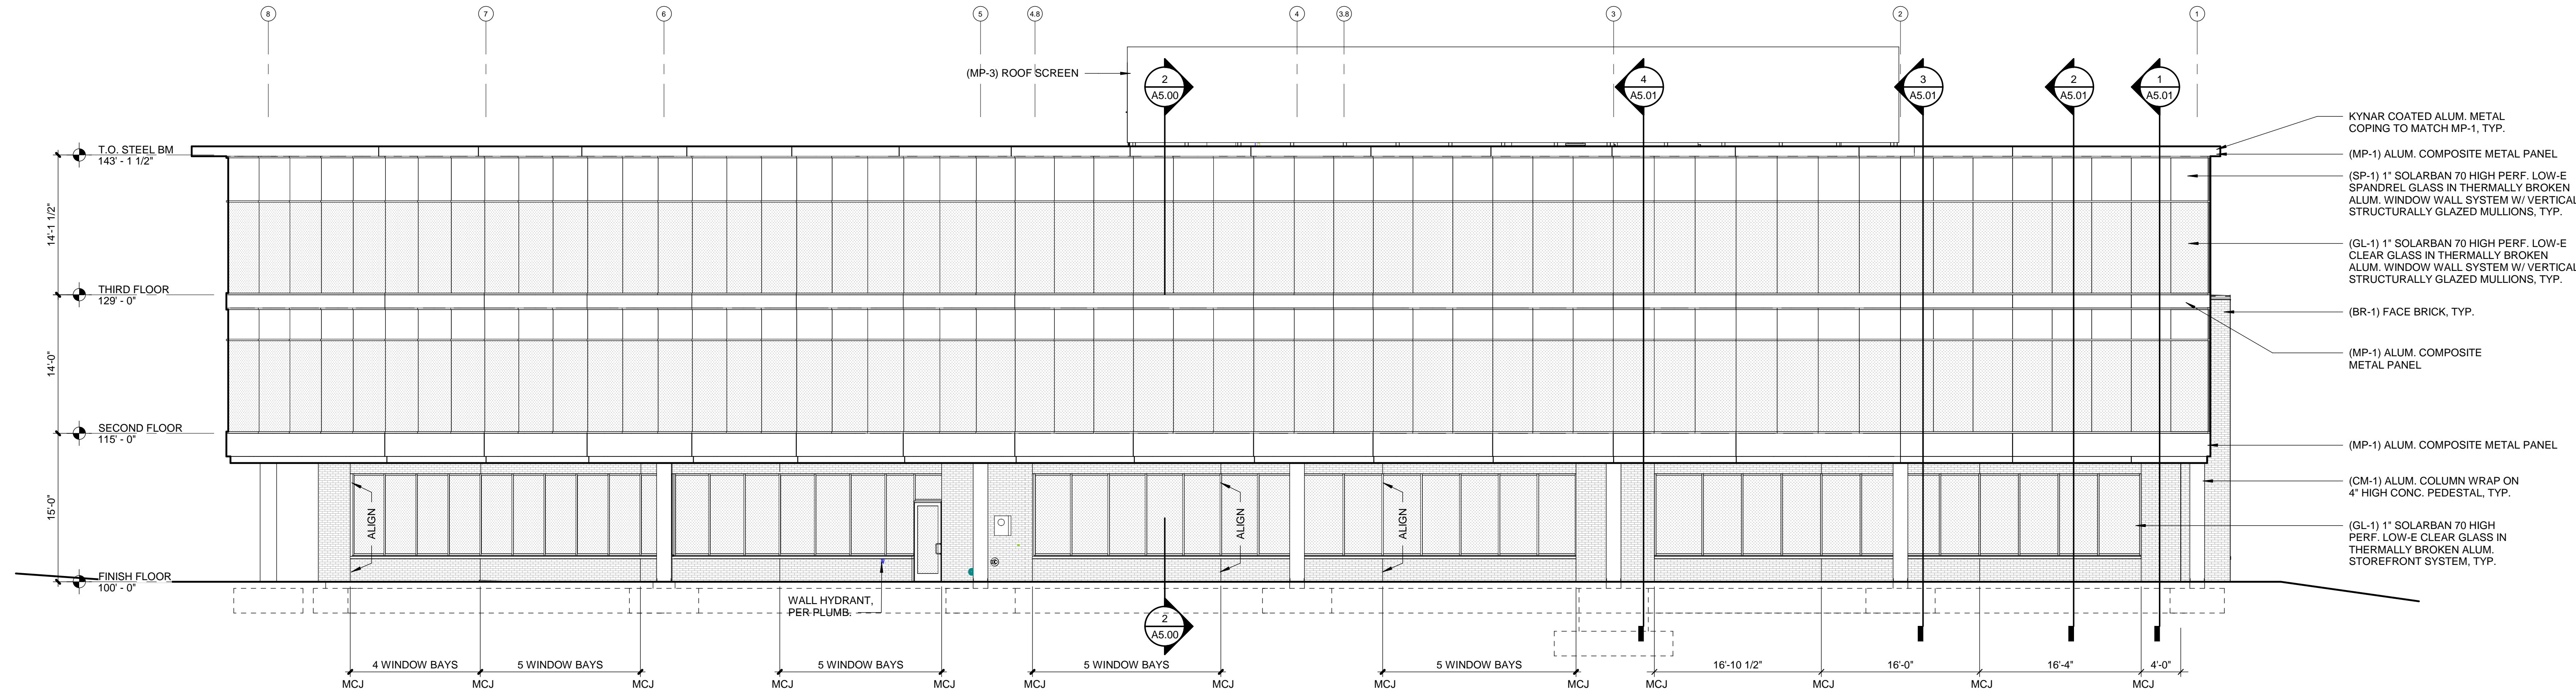 8
7
6
5
4.8
4
3.8
3
2
1
(MP-3) ROOF SCREEN
2
A5.00
4
A5.01
3
A5.01
2
A5.01
1
A5.01
KYNAR COATED ALUM. METAL
COPING TO MATCH MP-1, TYP.
(MP-1) ALUM. COMPOSITE METAL PANEL
(SP-1) 1" SOLARBAN 70 HIGH PERF. LOW-E
SPANDREL GLASS IN THERMALLY BROKEN
ALUM. WINDOW WALL SYSTEM W/ VERTICAL
STRUCTURALLY GLAZED MULLIONS, TYP.
(GL-1) 1" SOLARBAN 70 HIGH PERF. LOW-E
CLEAR GLASS IN THERMALLY BROKEN
ALUM. WINDOW WALL SYSTEM W/ VERTICAL
STRUCTURALLY GLAZED MULLIONS, TYP.
(BR-1) FACE BRICK, TYP.
(MP-1) ALUM. COMPOSITE
METAL PANEL
(MP-1) ALUM. COMPOSITE METAL PANEL
(CM-1) ALUM. COLUMN WRAP ON
4" HIGH CONC. PEDESTAL, TYP.
(GL-1) 1" SOLARBAN 70 HIGH
PERF. LOW-E CLEAR GLASS IN
THERMALLY BROKEN ALUM.
STOREFRONT SYSTEM, TYP.
T.O. STEEL BM
143' - 1 1/2"
14'-1 1/2"
THIRD FLOOR
129' - 0"
14'-0"
SECOND FLOOR
115' - 0"
15'-0"
FINISH FLOOR
100' - 0"
ALIGN
ALIGN
ALIGN
WALL HYDRANT,
PER PLUMB.
2
A5.00
4 WINDOW BAYS
5 WINDOW BAYS
5 WINDOW BAYS
5 WINDOW BAYS
5 WINDOW BAYS
16'-10 1/2"
16'-0"
16'-4"
4'-0"
MCJ
MCJ
MCJ
MCJ
MCJ
MCJ
MCJ
MCJ
MCJ
MCJ
MCJ
MCJ
MCJ